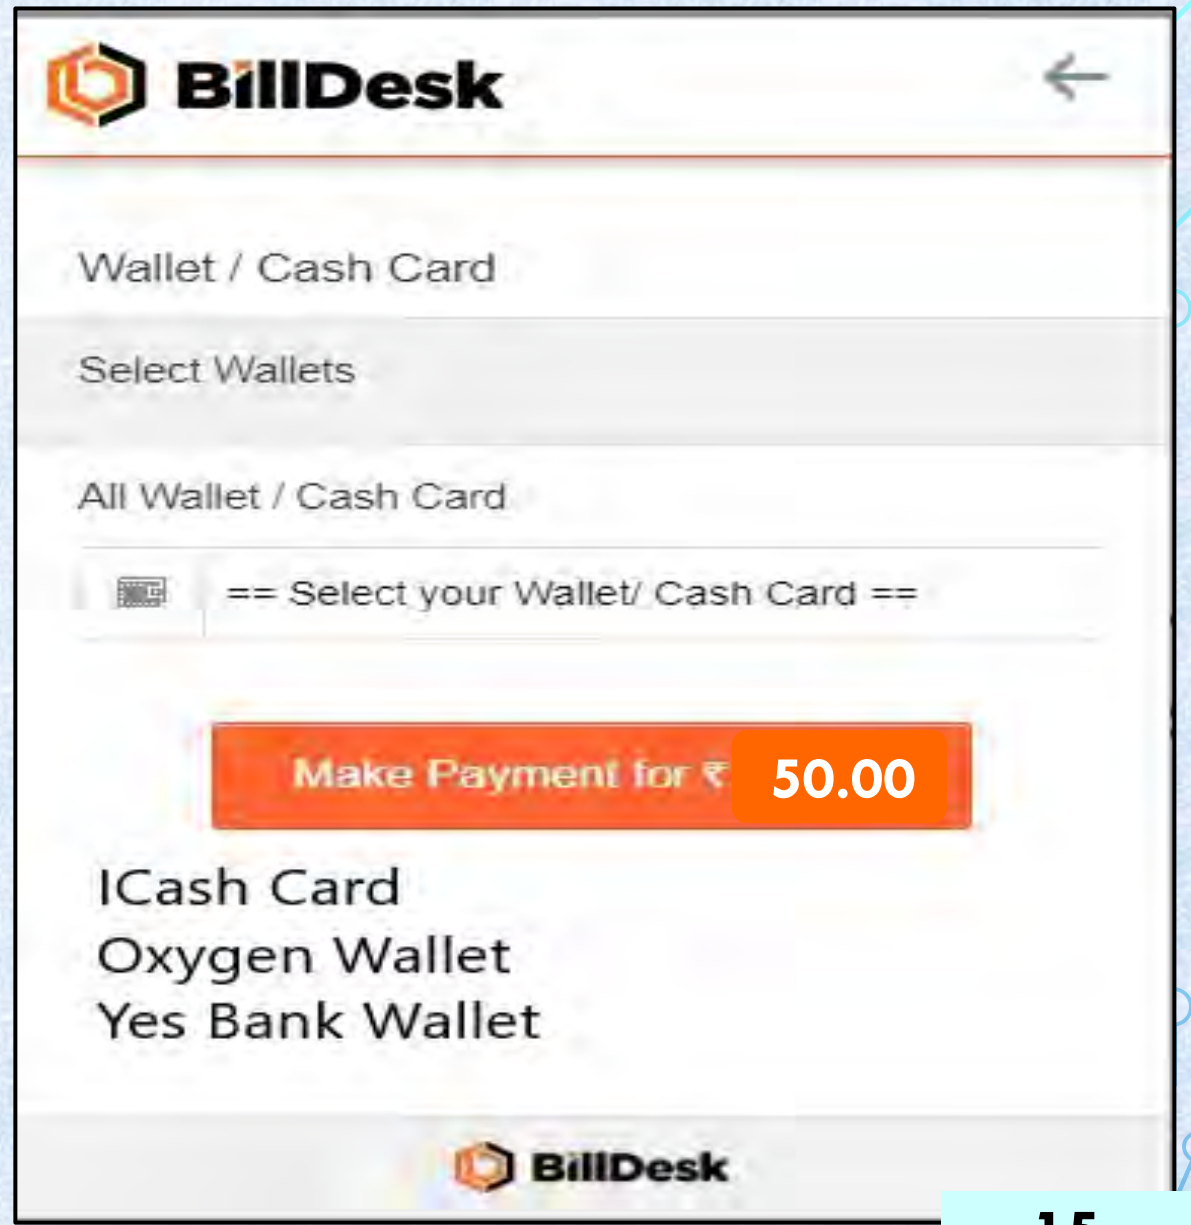 BillDesk
Wallet / Cash Card
Select Wallets
All Wallet / Cash Card
== Select your Wallet/ Cash Card ==
Make Payment for ₹ 50.00
ICash Card
Oxygen Wallet
Yes Bank Wallet
BillDesk
15